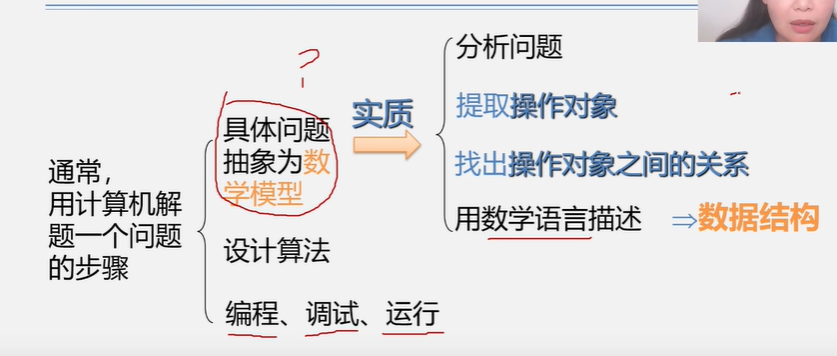 通常，
用计算机解
题一个问题
的步骤
具体问题
抽象为数
学模型
设计算法
编程、调试、运行
?
实质
分析问题
提取操作对象
找出操作对象之间的关系
用数学语言描述 ⇒数据结构